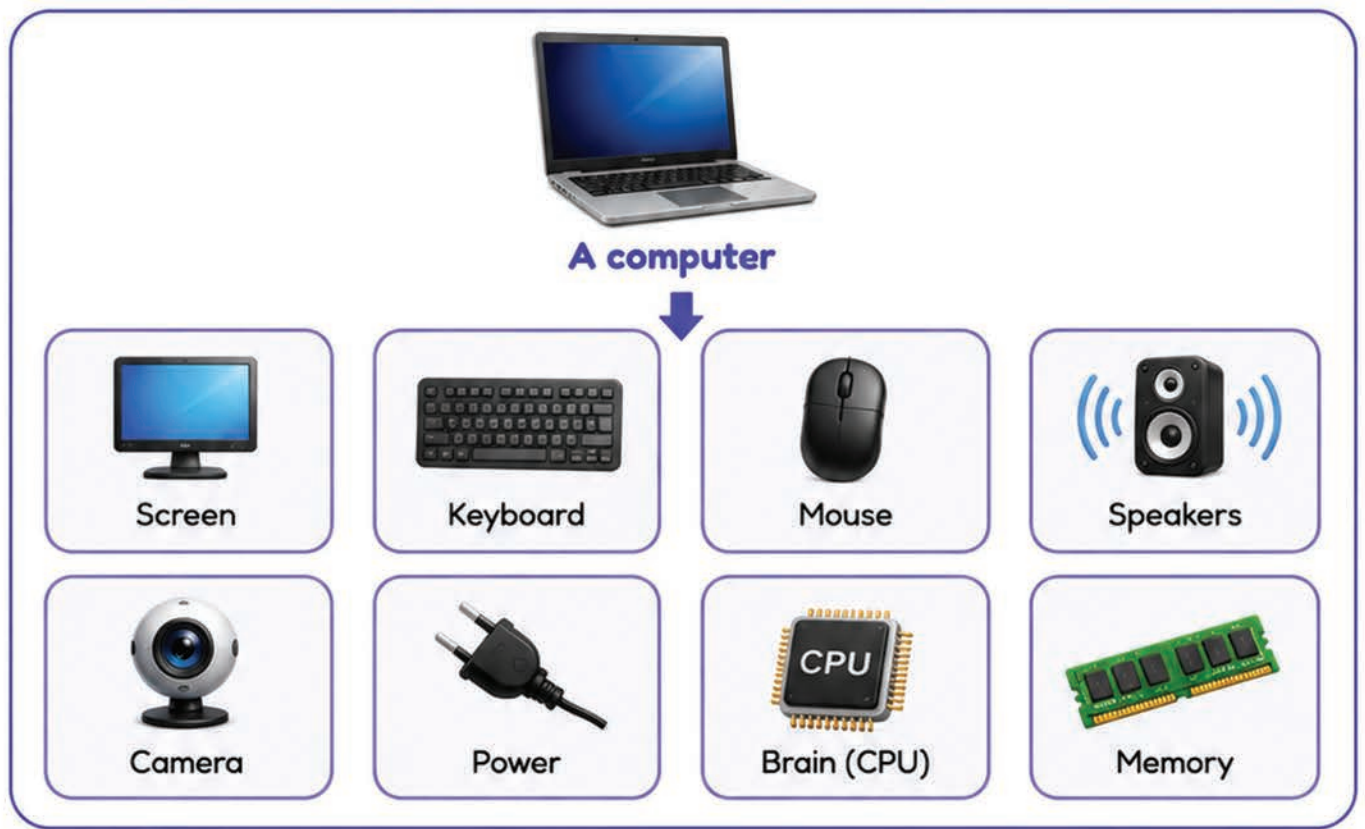 A computer
Screen
Keyboard
Mouse
Speakers
Camera
Power
CPU
Brain (CPU)
Memory